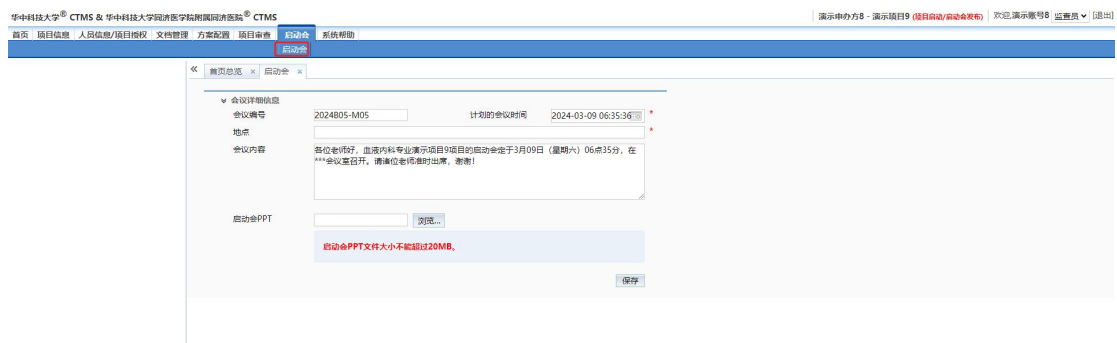 华中科技大学® CTMS & 华中科技大学同济医学院附属同济医院® CTMS
演示申办方8 - 演示项目9 (项目启动/启动会发布) 欢迎,演示账号8 监查员 [退出]
首页 项目信息 人员信息/项目授权 文档管理 方案配置 项目审查 启动会 系统帮助
启动会
首页总览 × 启动会 ×
会议详细信息
会议编号 2024B05-M05 计划的会议时间 2024-03-09 06:35:36 *
地点 *
会议内容 各位老师好，血液内科专业演示项目9项目的启动会定于3月09日（星期六）06点35分，在
***会议室召开。请诸位老师准时出席，谢谢！
启动会PPT 浏览...
启动会PPT文件大小不能超过20MB。
保存